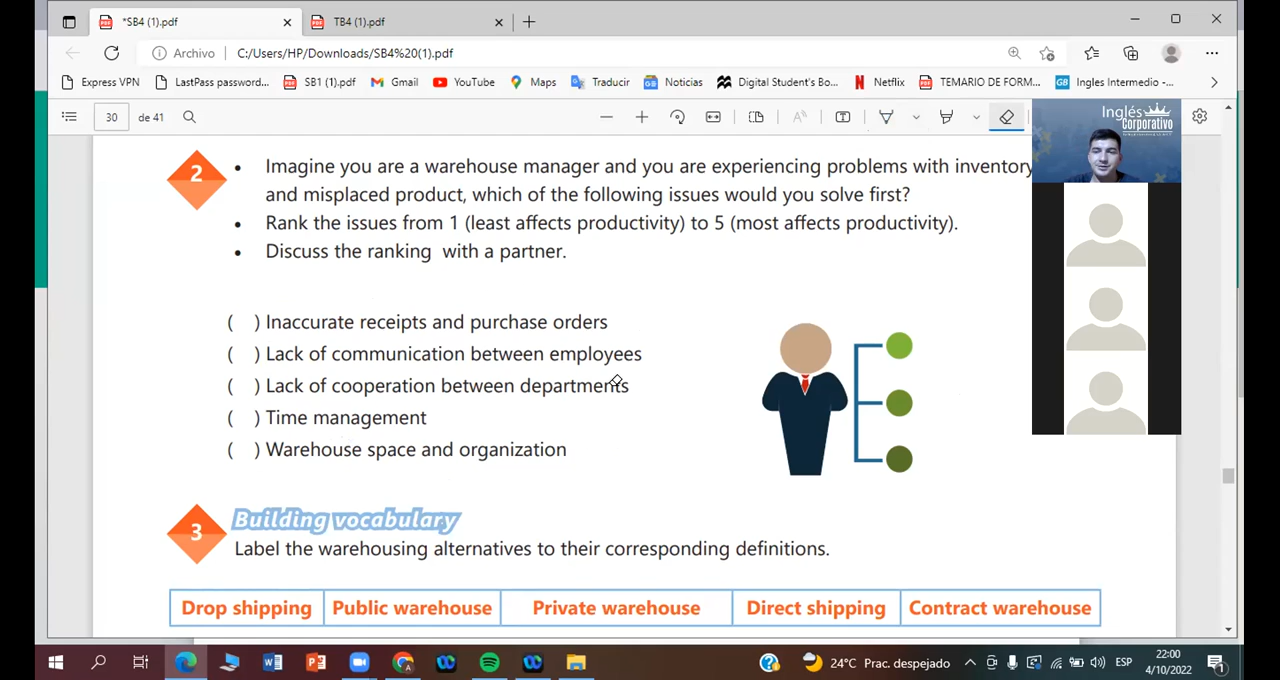 *SB4 (1).pdf
TB4 (1).pdf
Archivo
C:/Users/HP/Downloads/SB4%20(1).pdf
Express VPN
LastPass password...
SB1 (1).pdf
Gmail
YouTube
Maps
Traducir
Noticias
Digital Student's Bo...
Netflix
TEMARIO DE FORM...
Ingles Intermedio -...
30 de 41
Inglés
Corporativo
2
• Imagine you are a warehouse manager and you are experiencing problems with inventory
and misplaced product, which of the following issues would you solve first?
• Rank the issues from 1 (least affects productivity) to 5 (most affects productivity).
• Discuss the ranking with a partner.
( ) Inaccurate receipts and purchase orders
( ) Lack of communication between employees
( ) Lack of cooperation between departments
( ) Time management
( ) Warehouse space and organization
3
Building vocabulary
Label the warehousing alternatives to their corresponding definitions.
Drop shipping
Public warehouse
Private warehouse
Direct shipping
Contract warehouse
24°C Prac. despejado
ESP
22:00
4/10/2022